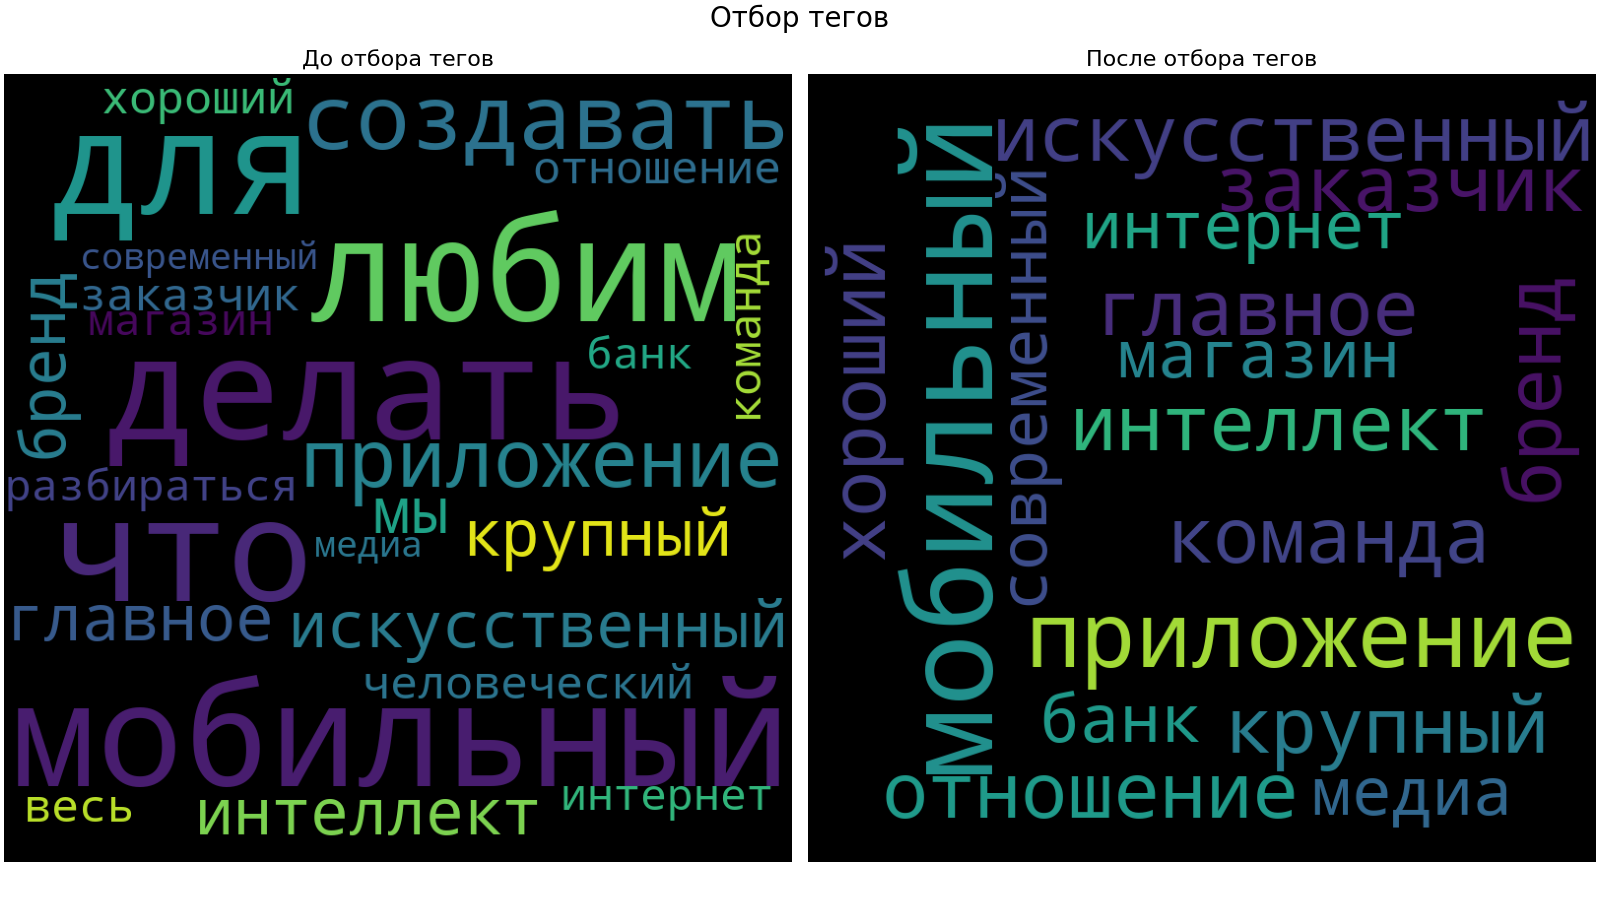 Отбор тегов
До отбора тегов
хороший
создавать
для
отношение
любим
команда
современный
заказчик
магазин
бренд
банк
делать
приложение
разбираться
мы
крупный
что
медиа
главное
искусственный
человеческий
мобильный
весь
интеллект
интернет
После отбора тегов
искусственный
заказчик
мобильный
современный
хороший
интернет
главное
магазин
бренд
интеллект
команда
приложение
банк
крупный
отношение
медиа